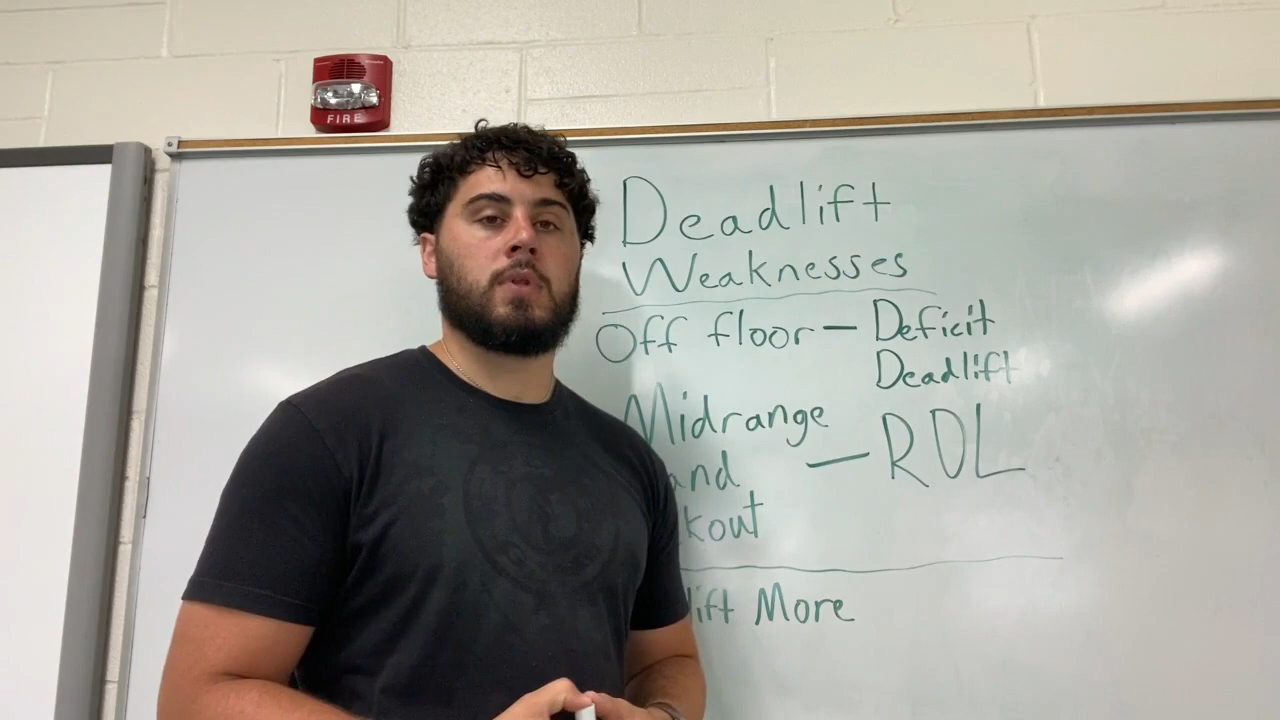 FIRE
Deadlift
Weaknesses
Off floor - Deficit
Deadlift
Midrange
and - RDL
kout
lift More